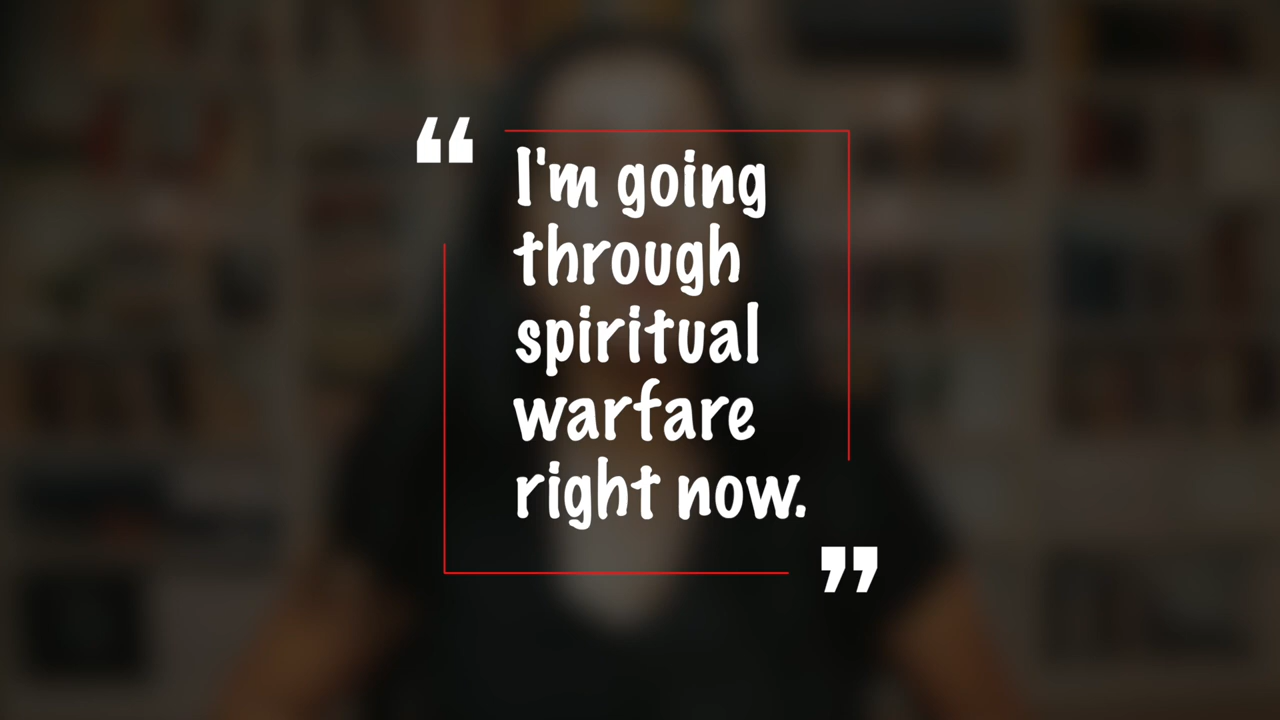 “I'm going
through
spiritual
warfare
right now.”